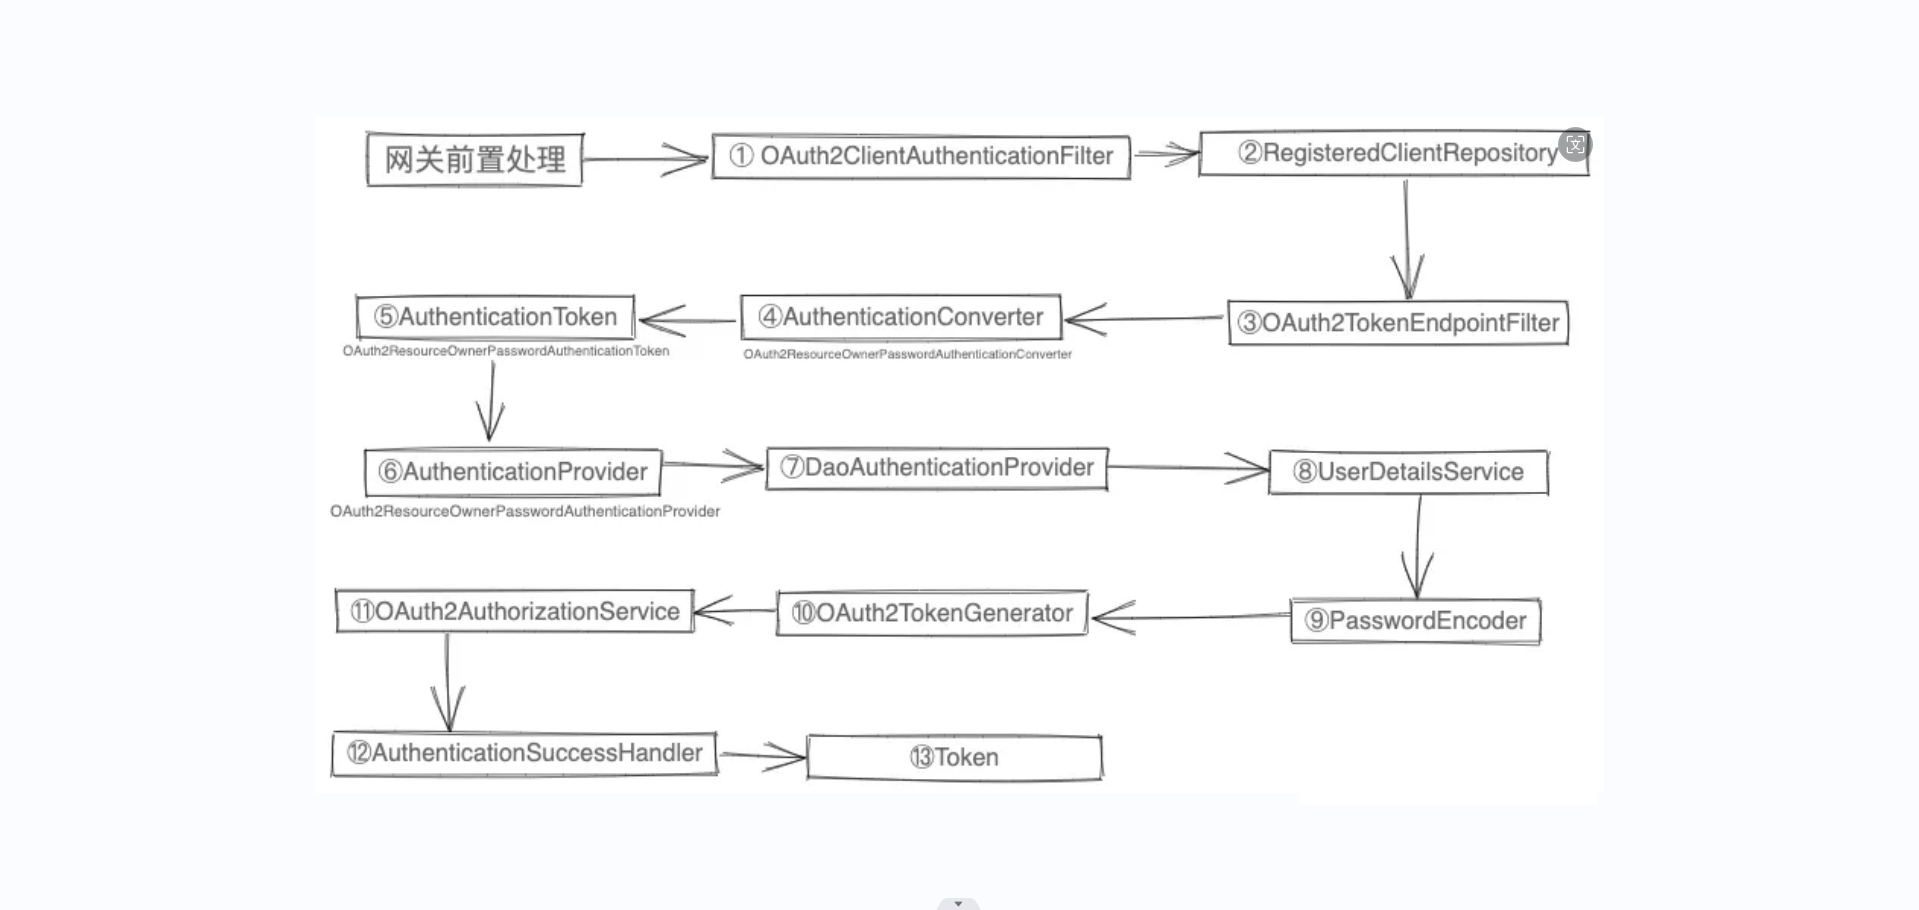 网关前置处理
① OAuth2ClientAuthenticationFilter
②RegisteredClientRepository
③OAuth2TokenEndpointFilter
④AuthenticationConverter
OAuth2ResourceOwnerPasswordAuthenticationConverter
⑤AuthenticationToken
OAuth2ResourceOwnerPasswordAuthenticationToken
⑥AuthenticationProvider
OAuth2ResourceOwnerPasswordAuthenticationProvider
⑦DaoAuthenticationProvider
⑧UserDetailsService
⑨PasswordEncoder
⑩OAuth2TokenGenerator
⑪OAuth2AuthorizationService
⑫AuthenticationSuccessHandler
⑬Token